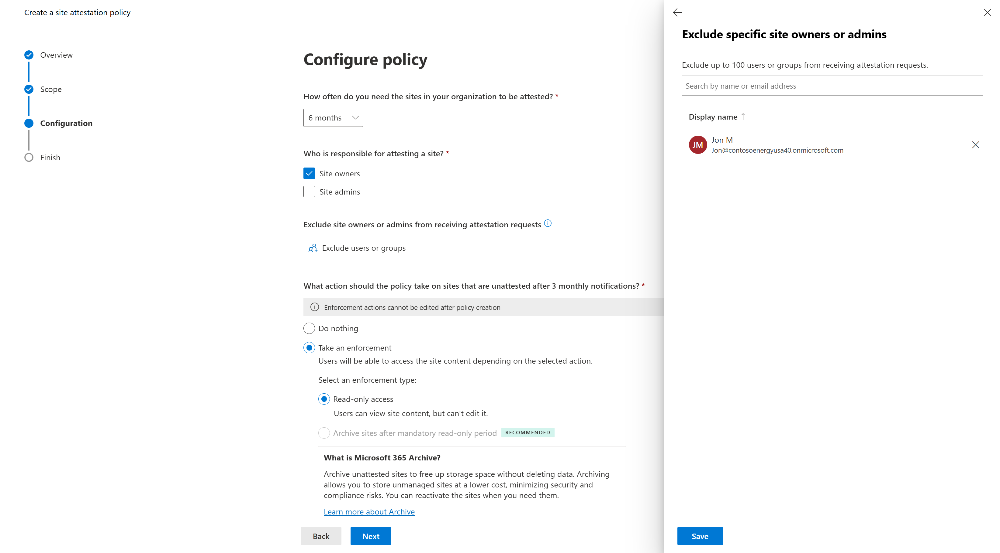 Create a site attestation policy
Overview
Scope
Configuration
Finish
Configure policy
How often do you need the sites in your organization to be attested? *
6 months
Who is responsible for attesting a site? *
Site owners
Site admins
Exclude site owners or admins from receiving attestation requests
Exclude users or groups
What action should the policy take on sites that are unattested after 3 monthly notifications? *
Enforcement actions cannot be edited after policy creation
Do nothing
Take an enforcement
Users will be able to access the site content depending on the selected action.
Select an enforcement type:
Read-only access
Users can view site content, but can't edit it.
Archive sites after mandatory read-only period RECOMMENDED
What is Microsoft 365 Archive?
Archive unattested sites to free up storage space without deleting data. Archiving
allows you to store unmanaged sites at a lower cost, minimizing security and
compliance risks. You can reactivate the sites when you need them.
Learn more about Archive
Back
Next
Exclude specific site owners or admins
Exclude up to 100 users or groups from receiving attestation requests.
Search by name or email address
Display name ↑
JM
Jon M
Jon@contosoenergyusa40.onmicrosoft.com
Save